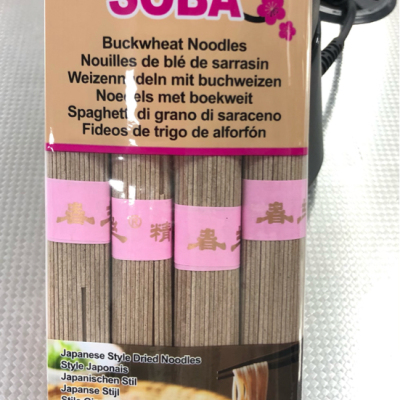 SOBA
Buckwheat Noodles
Nouilles de blé de sarrasin
Weizennudeln mit buchweizen
Noedels met boekweit
Spaghetti di grano di saraceno
Fideos de trigo de alforfón
春 精 春
Japanese Style Dried Noodles
Style Japonais
Japanischen Stil
Japanse Stijl